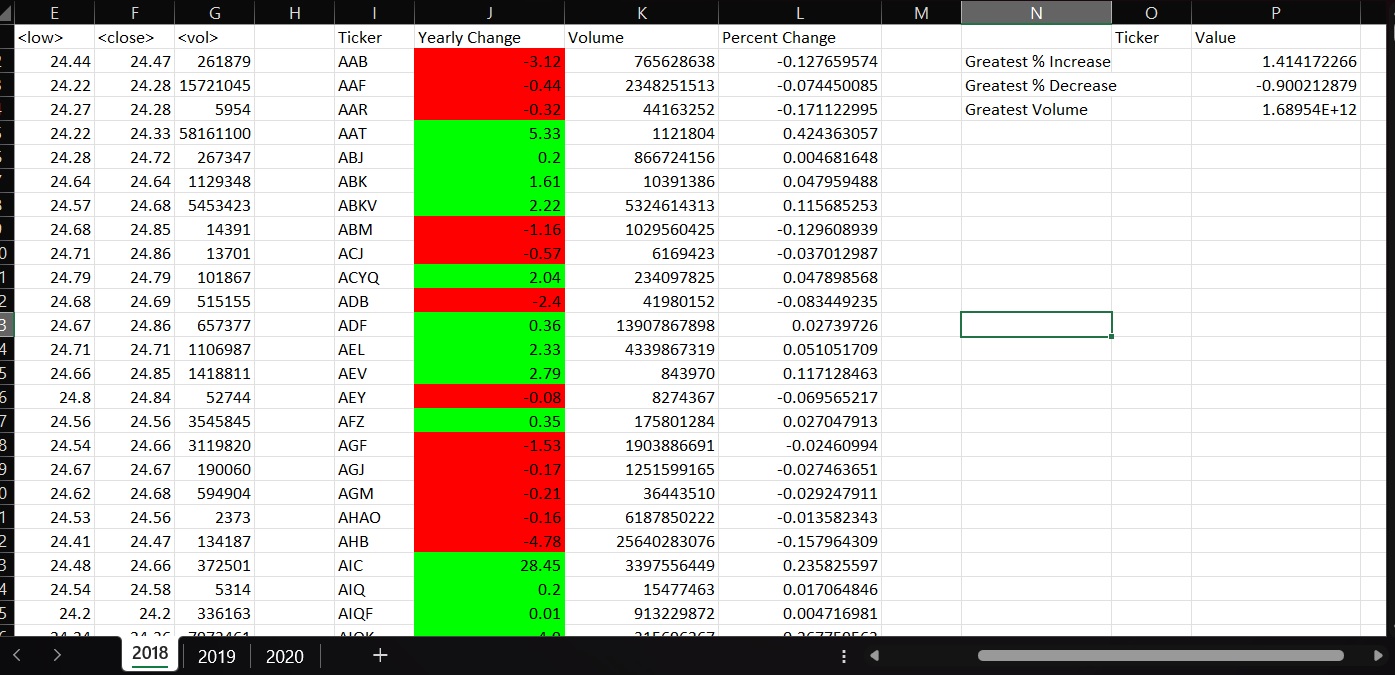 E F G H I J K L M N O P
<low> <close> <vol> Ticker Yearly Change Volume Percent Change Ticker Value
24.44 24.47 261879 AAB -3.12 765628638 -0.127659574 Greatest % Increase 1.414172266
24.22 24.28 15721045 AAF -0.44 2348251513 -0.074450085 Greatest % Decrease -0.900212879
24.27 24.28 5954 AAR -0.32 44163252 -0.171122995 Greatest Volume 1.68954E+12
24.22 24.33 58161100 AAT 5.33 1121804 0.424363057
24.28 24.72 267347 ABJ 0.2 866724156 0.004681648
24.64 24.64 1129348 ABK 1.61 10391386 0.047959488
24.57 24.68 5453423 ABKV 2.22 5324614313 0.115685253
24.68 24.85 14391 ABM -1.16 1029560425 -0.129608939
24.71 24.86 13701 ACJ -0.57 6169423 -0.037012987
24.79 24.79 101867 ACYQ 2.04 234097825 0.047898568
24.68 24.69 515155 ADB -2.4 41980152 -0.083449235
24.67 24.86 657377 ADF 0.36 13907867898 0.02739726
24.71 24.71 1106987 AEL 2.33 4339867319 0.051051709
24.66 24.85 1418811 AEV 2.79 843970 0.117128463
24.8 24.84 52744 AEY -0.08 8274367 -0.069565217
24.56 24.56 3545845 AFZ 0.35 175801284 0.027047913
24.54 24.66 3119820 AGF -1.53 1903886691 -0.02460994
24.67 24.67 190060 AGJ -0.17 1251599165 -0.027463651
24.62 24.68 594904 AGM -0.21 36443510 -0.029247911
24.53 24.56 2373 AHAO -0.16 6187850222 -0.013582343
24.41 24.47 134187 AHB -4.78 25640283076 -0.157964309
24.48 24.66 372501 AIC 28.45 3397556449 0.235825597
24.54 24.58 5314 AIQ 0.2 15477463 0.017064846
24.2 24.2 336163 AIQF 0.01 913229872 0.004716981
2018 2019 2020